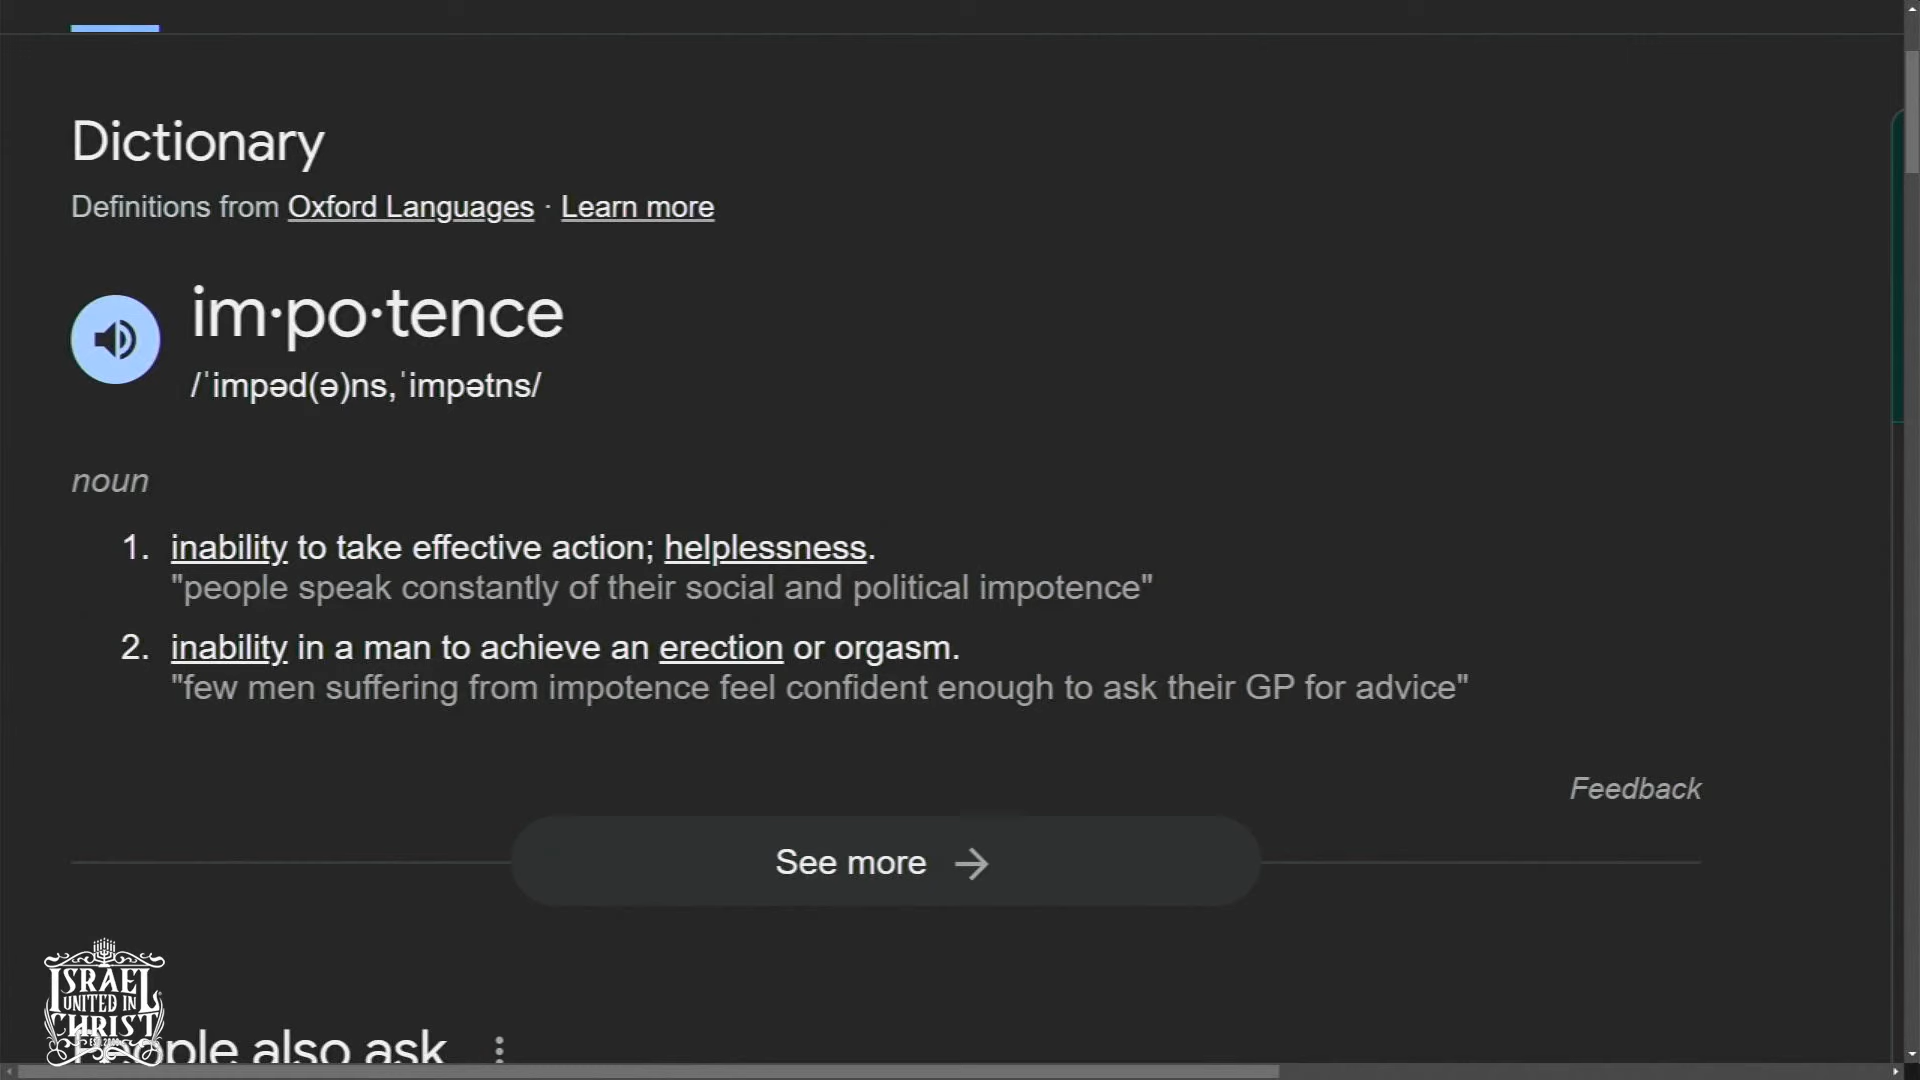 Dictionary
Definitions from Oxford Languages · Learn more
im·po·tence
/ˈimpəd(ə)ns,ˈimpətns/
noun
1. inability to take effective action; helplessness.
"people speak constantly of their social and political impotence"
2. inability in a man to achieve an erection or orgasm.
"few men suffering from impotence feel confident enough to ask their GP for advice"
Feedback
See more
ISRAEL
UNITED IN
CHRIST
People also ask